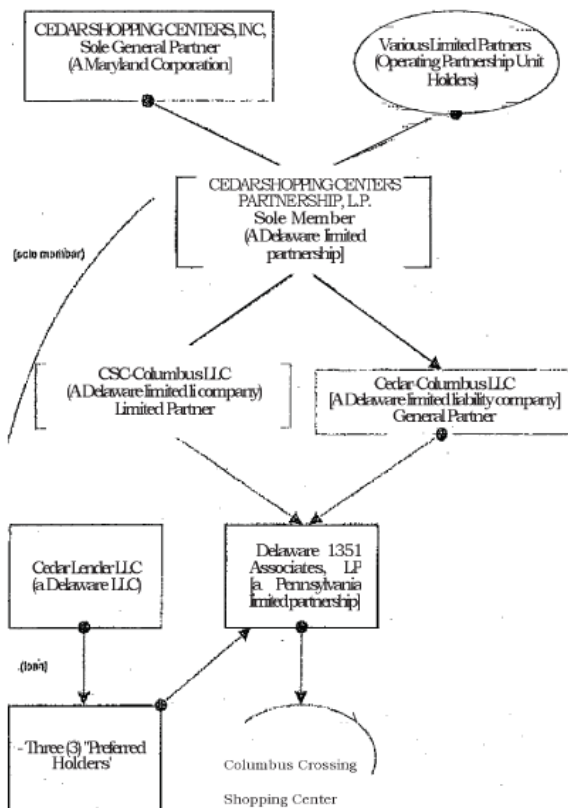 CEDAR SHOPPING CENTERS, INC,
Sole General Partner
(A Maryland Corporation]
Various Limited Partners
(Operating Partnership Unit
Holders)
CEDAR SHOPPING CENTERS
PARTNERSHIP, L.P.
Sole Member
(A Delaware limited
partnership]
(sole member)
CSC-Columbus LLC
(A Delaware limited li company)
Limited Partner
Cedar-Columbus LLC
[A Delaware limited liability company]
General Partner
Cedar Lender LLC
(a Delaware LLC)
Delaware 1351
Associates, LP
[a Pennsylvania
limited partnership]
.(loan)
- Three (3) "Preferred
Holders'
Columbus Crossing
Shopping Center